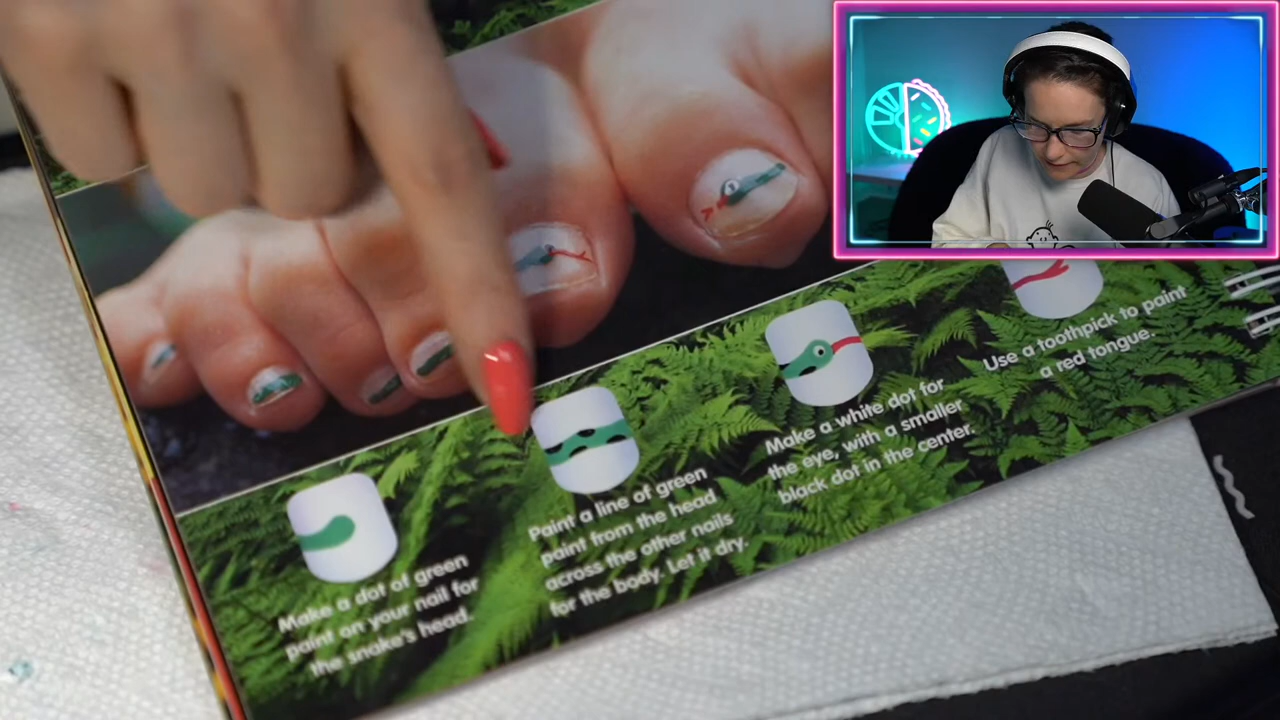 Make a dot of green
paint on your nail for
the snake's head.
Paint a line of green
paint from the head
across the other nails
for the body. Let it dry.
Make a white dot for
the eye, with a smaller
black dot in the center.
Use a toothpick to paint
a red tongue.